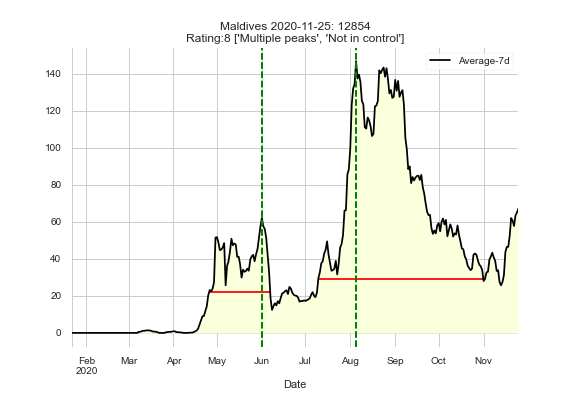 Maldives 2020-11-25: 12854
Rating:8 ['Multiple peaks', 'Not in control']
Average-7d
140
120
100
80
60
40
20
0
Feb Mar Apr May Jun Jul Aug Sep Oct Nov
2020
Date